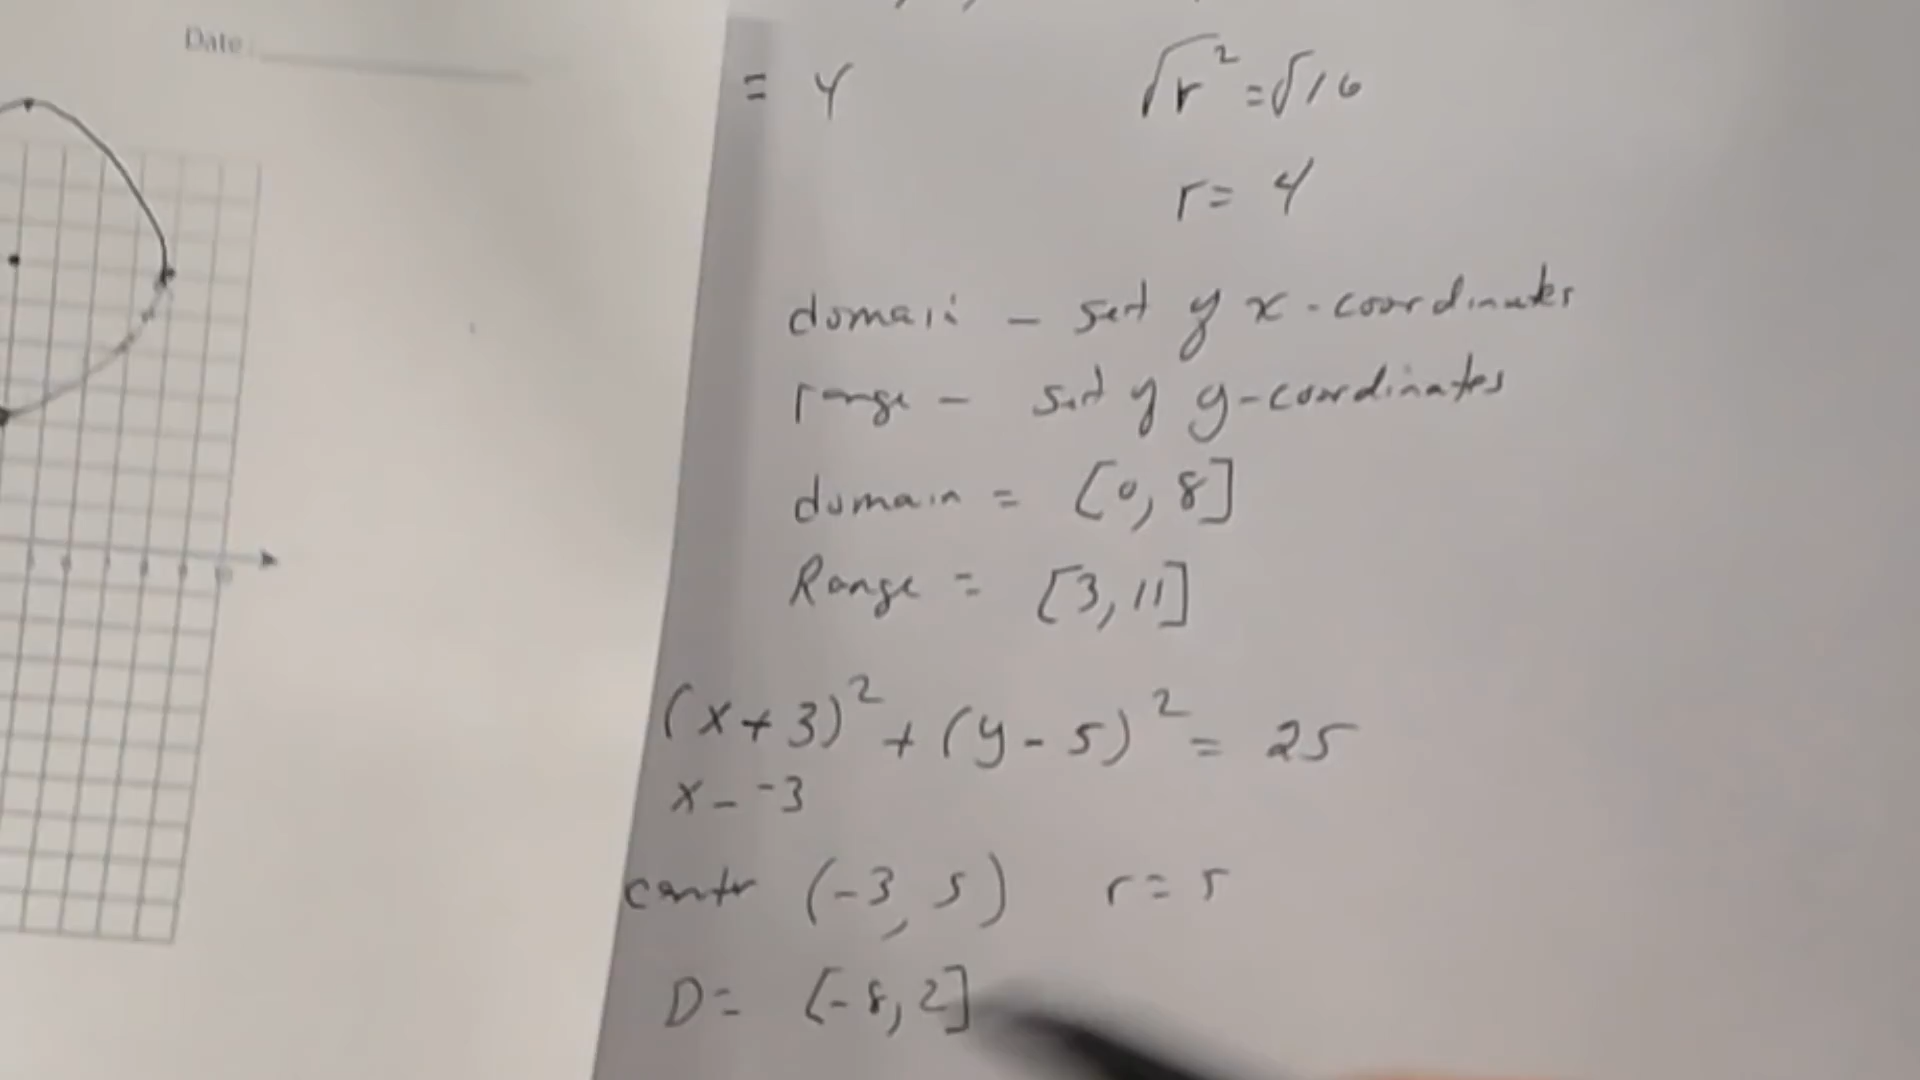 Date:
= 4
√r² = √16
r = 4
domain - set of x-coordinates
range - set of y-coordinates
domain = [0, 8]
Range = [3, 11]
(x + 3)² + (y - 5)² = 25
x - -3
centr (-3, 5) r = 5
D = [-8, 2]